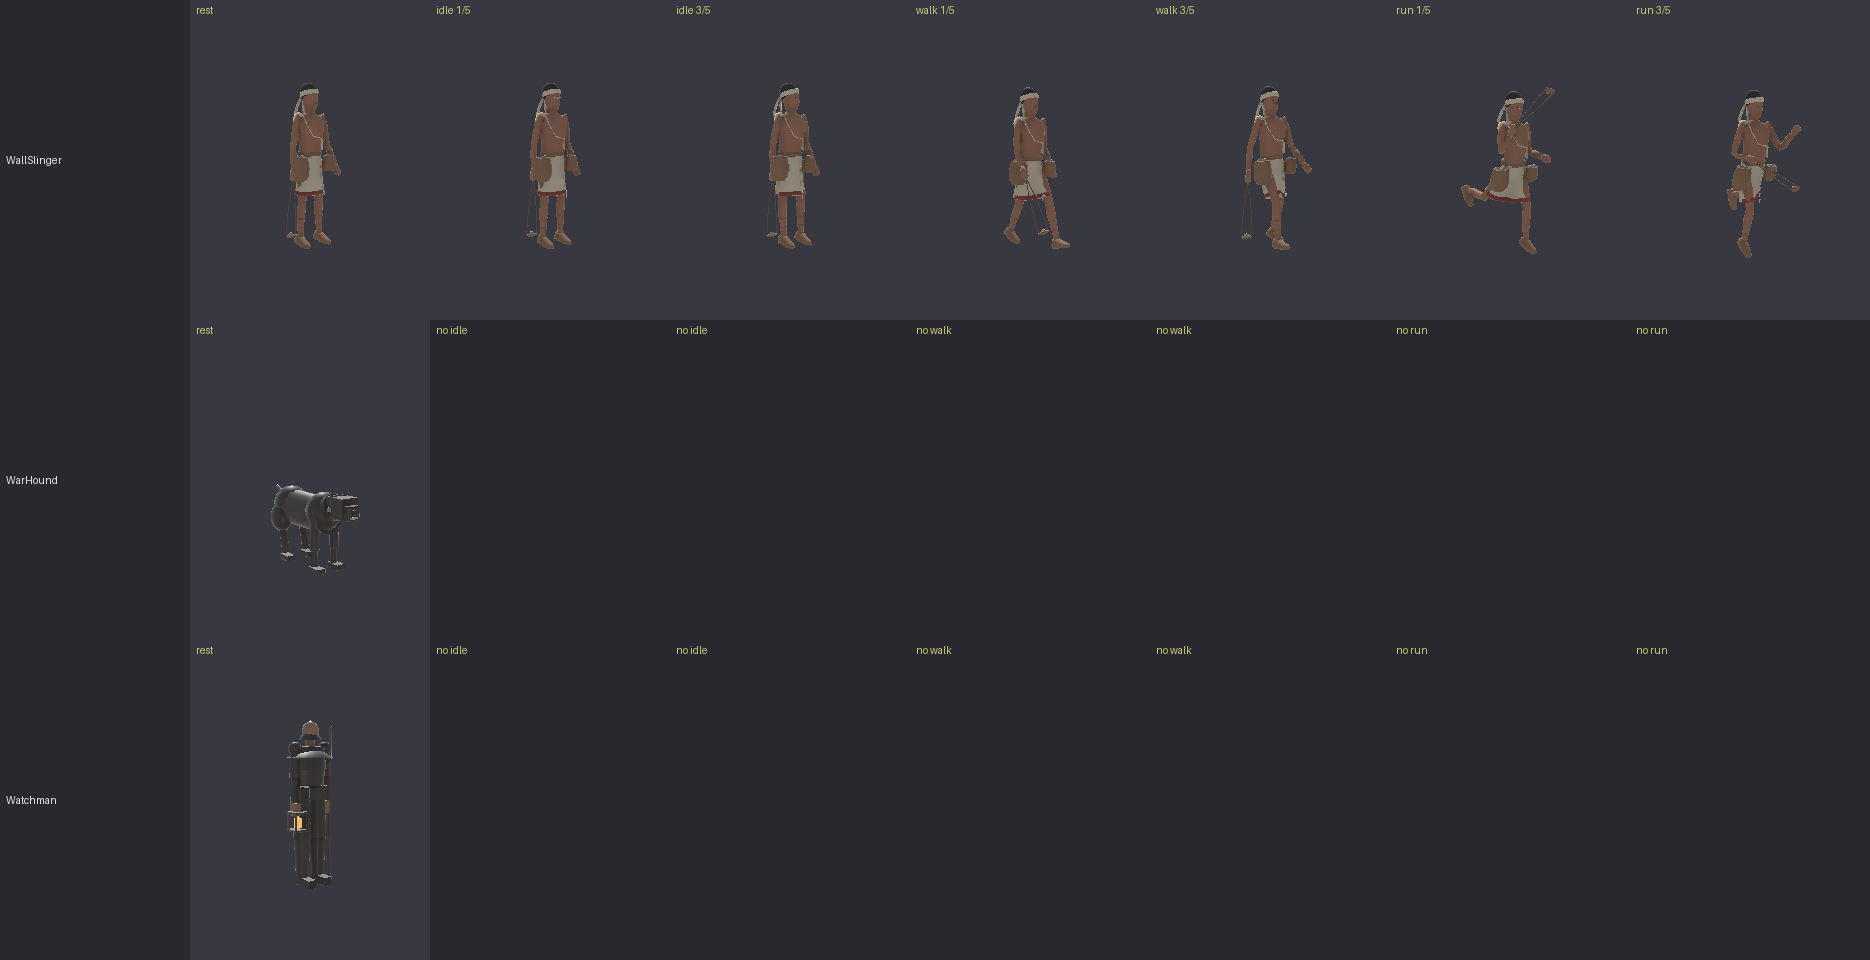 rest idle 1/5 idle 3/5 walk 1/5 walk 3/5 run 1/5 run 3/5
WallSlinger
rest no idle no idle no walk no walk no run no run
WarHound
rest no idle no idle no walk no walk no run no run
Watchman